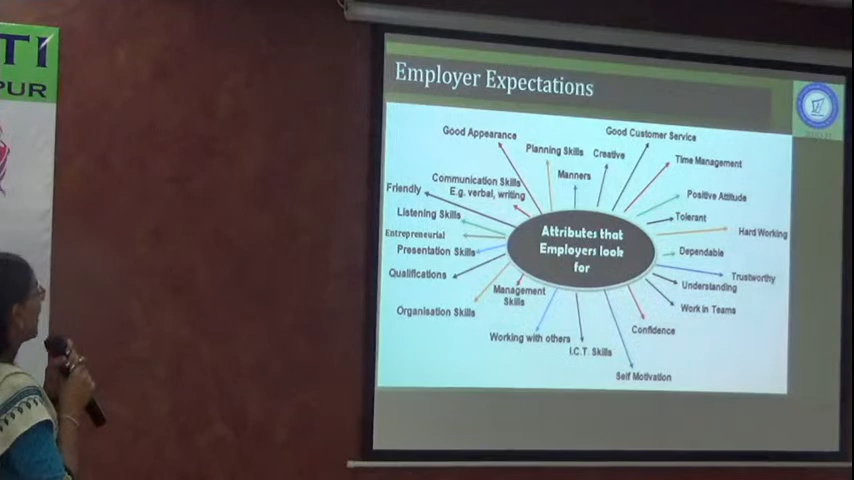 TI
PUR
Employer Expectations
Good Appearance
Good Customer Service
Planning Skills
Creative
Time Management
Manners
Communication Skills
E.g. verbal, writing
Friendly
Positive Attitude
Listening Skills
Tolerant
Entrepreneurial
Hard Working
Attributes that
Employers look
for
Presentation Skills
Dependable
Qualifications
Trustworthy
Understanding
Management
Skills
Organisation Skills
Work in Teams
Working with others
Confidence
I.C.T. Skills
Self Motivation